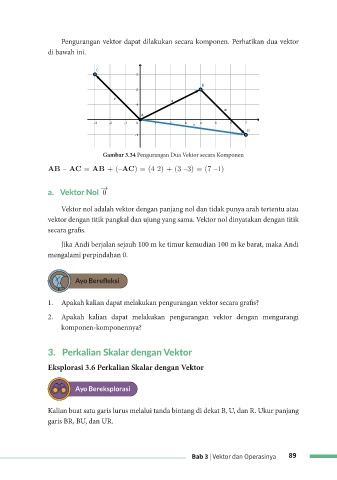 Pengurangan vektor dapat dilakukan secara komponen. Perhatikan dua vektor
di bawah ini.
Gambar 3.34 Pengurangan Dua Vektor secara Komponen
AB – AC = AB + (–AC) = (4 2) + (3 –3) = (7 –1)
a. Vektor Nol 0⃗
Vektor nol adalah vektor dengan panjang nol dan tidak punya arah tertentu atau
vektor dengan titik pangkal dan ujung yang sama. Vektor nol dinyatakan dengan titik
secara grafis.
Jika Andi berjalan sejauh 100 m ke timur kemudian 100 m ke barat, maka Andi
mengalami perpindahan 0.
Ayo Berefleksi
1. Apakah kalian dapat melakukan pengurangan vektor secara grafis?
2. Apakah kalian dapat melakukan pengurangan vektor dengan mengurangi
komponen-komponennya?
3. Perkalian Skalar dengan Vektor
Eksplorasi 3.6 Perkalian Skalar dengan Vektor
Ayo Bereksplorasi
Kalian buat satu garis lurus melalui tanda bintang di dekat B, U, dan R. Ukur panjang
garis BR, BU, dan UR.
Bab 3 | Vektor dan Operasinya 89